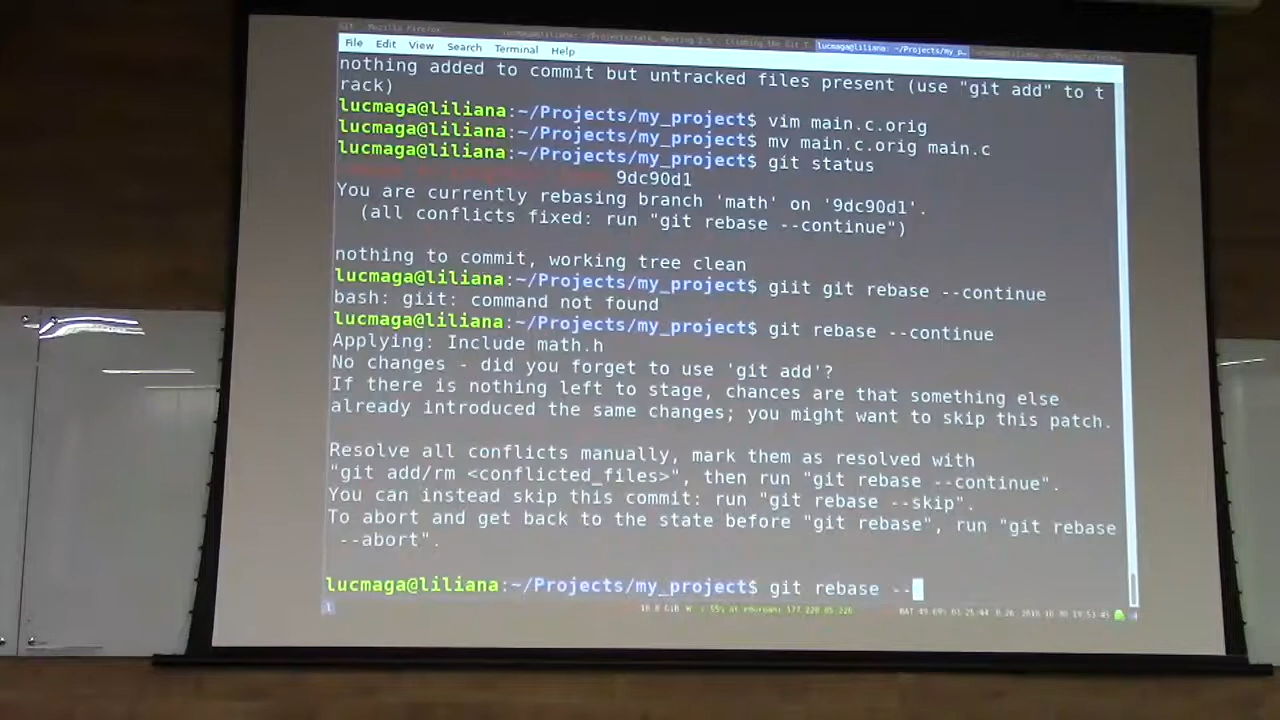 File Edit View Search Terminal Help
nothing added to commit but untracked files present (use "git add" to t
rack)
lucmaga@liliana:~/Projects/my_project$ vim main.c.orig
lucmaga@liliana:~/Projects/my_project$ mv main.c.orig main.c
lucmaga@liliana:~/Projects/my_project$ git status
9dc90d1
You are currently rebasing branch 'math' on '9dc90d1'.
(all conflicts fixed: run "git rebase --continue")
nothing to commit, working tree clean
lucmaga@liliana:~/Projects/my_project$ giit git rebase --continue
bash: giit: command not found
lucmaga@liliana:~/Projects/my_project$ git rebase --continue
Applying: Include math.h
No changes - did you forget to use 'git add'?
If there is nothing left to stage, chances are that something else
already introduced the same changes; you might want to skip this patch.
Resolve all conflicts manually, mark them as resolved with
"git add/rm <conflicted_files>", then run "git rebase --continue".
You can instead skip this commit: run "git rebase --skip".
To abort and get back to the state before "git rebase", run "git rebase
--abort".
lucmaga@liliana:~/Projects/my_project$ git rebase --